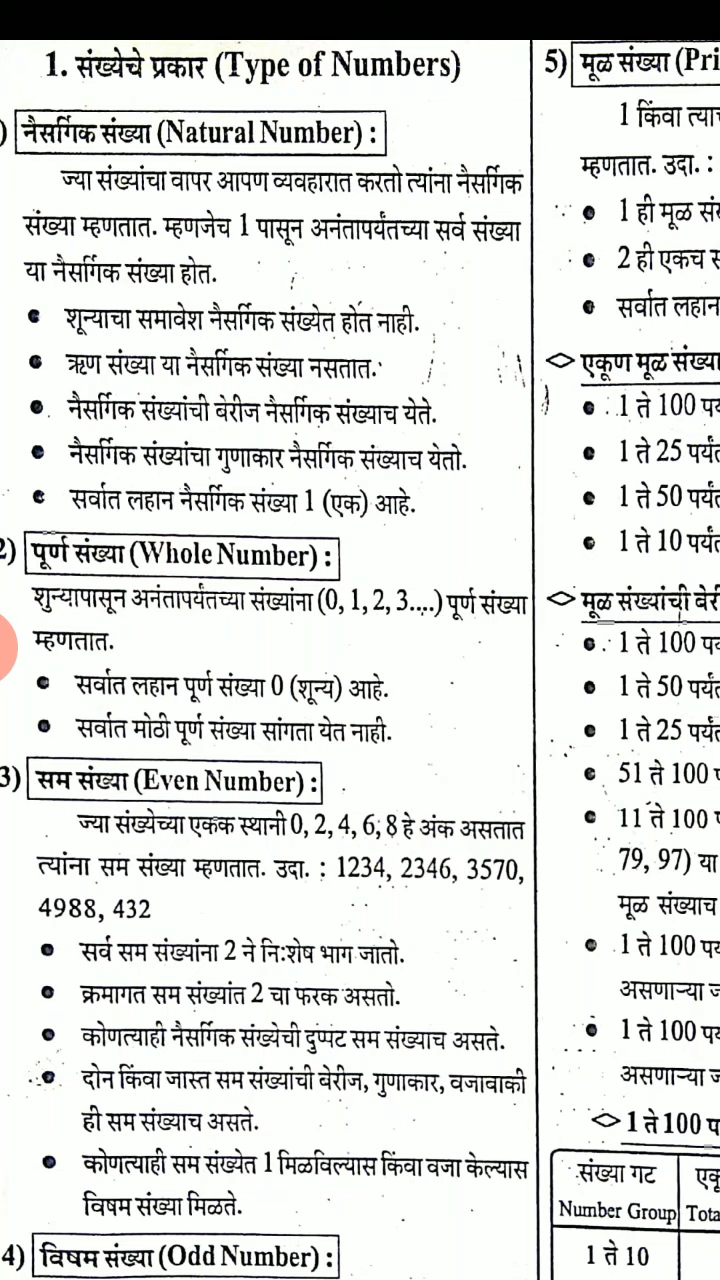 1. संख्येचे प्रकार (Type of Numbers)
) नैसर्गिक संख्या (Natural Number) :
ज्या संख्यांचा वापर आपण व्यवहारात करतो त्यांना नैसर्गिक
संख्या म्हणतात. म्हणजेच 1 पासून अनंतापर्यंतच्या सर्व संख्या
या नैसर्गिक संख्या होत.
• शून्याचा समावेश नैसर्गिक संख्येत होत नाही.
• ऋण संख्या या नैसर्गिक संख्या नसतात.
• नैसर्गिक संख्यांची बेरीज नैसर्गिक संख्याच येते.
• नैसर्गिक संख्यांचा गुणाकार नैसर्गिक संख्याच येतो.
• सर्वात लहान नैसर्गिक संख्या 1 (एक) आहे.
2) पूर्ण संख्या (Whole Number) :
शुन्यापासून अनंतापर्यंतच्या संख्यांना (0, 1, 2, 3....) पूर्ण संख्या
म्हणतात.
• सर्वात लहान पूर्ण संख्या 0 (शून्य) आहे.
• सर्वात मोठी पूर्ण संख्या सांगता येत नाही.
3) सम संख्या (Even Number) :
ज्या संख्येच्या एकक स्थानी 0, 2, 4, 6, 8 हे अंक असतात
त्यांना सम संख्या म्हणतात. उदा. : 1234, 2346, 3570,
4988, 432
• सर्व सम संख्यांना 2 ने नि:शेष भाग जातो.
• क्रमागत सम संख्यांत 2 चा फरक असतो.
• कोणत्याही नैसर्गिक संख्येची दुप्पट सम संख्याच असते.
• दोन किंवा जास्त सम संख्यांची बेरीज, गुणाकार, वजावाकी
ही सम संख्याच असते.
• कोणत्याही सम संख्येत 1 मिळविल्यास किंवा वजा केल्यास
विषम संख्या मिळते.
4) विषम संख्या (Odd Number) :
5) मूळ संख्या (Pri
1 किंवा त्याच
म्हणतात. उदा. :
• 1 ही मूळ सं
• 2 ही एकच स
• सर्वात लहान
◇ एकूण मूळ संख्या
• 1 ते 100 पर्य
• 1 ते 25 पर्यंत
• 1 ते 50 पर्यंत
• 1 ते 10 पर्यंत
◇ मूळ संख्यांची बेरी
• 1 ते 100 पर्य
• 1 ते 50 पर्यंत
• 1 ते 25 पर्यंत
• 51 ते 100 प
• 11 ते 100 प
79, 97) या
मूळ संख्याच
• 1 ते 100 पर्य
असणाऱ्या ज
• 1 ते 100 पर्य
असणाऱ्या ज
◇ 1 ते 100 प
संख्या गट एकू
Number Group Tota
1 ते 10